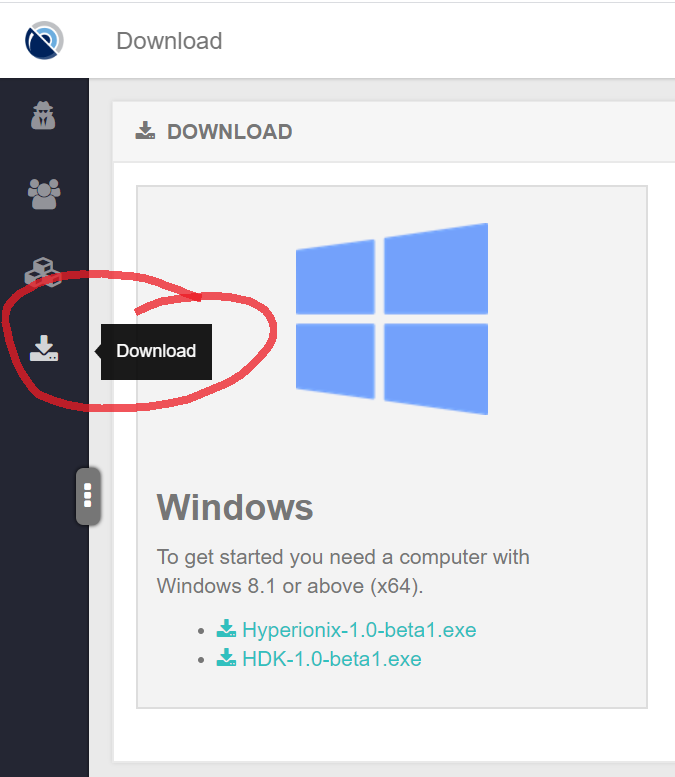 Download
DOWNLOAD
Download
Windows
To get started you need a computer with
Windows 8.1 or above (x64).
Hyperionix-1.0-beta1.exe
HDK-1.0-beta1.exe